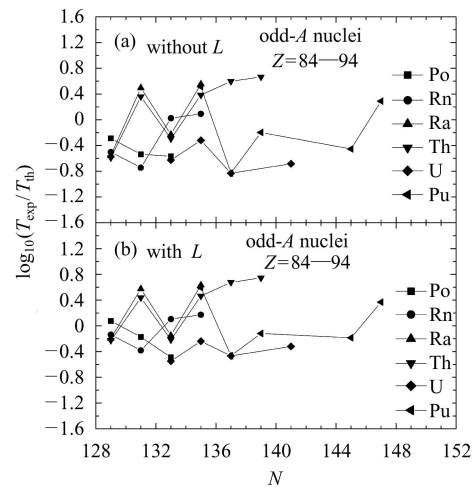 1.6
(a) without L odd-A nuclei
1.2
Z=84—94
0.8
Po
0.4
Rn
0
Ra
−0.4
Th
−0.8
U
−1.2
Pu
−1.6
log10(Texp/Tth)
1.6
(b) with L odd-A nuclei
1.2
Z=84—94
0.8
Po
0.4
Rn
0
Ra
−0.4
Th
−0.8
U
−1.2
Pu
−1.6
128 132 136 140 144 148 152
N